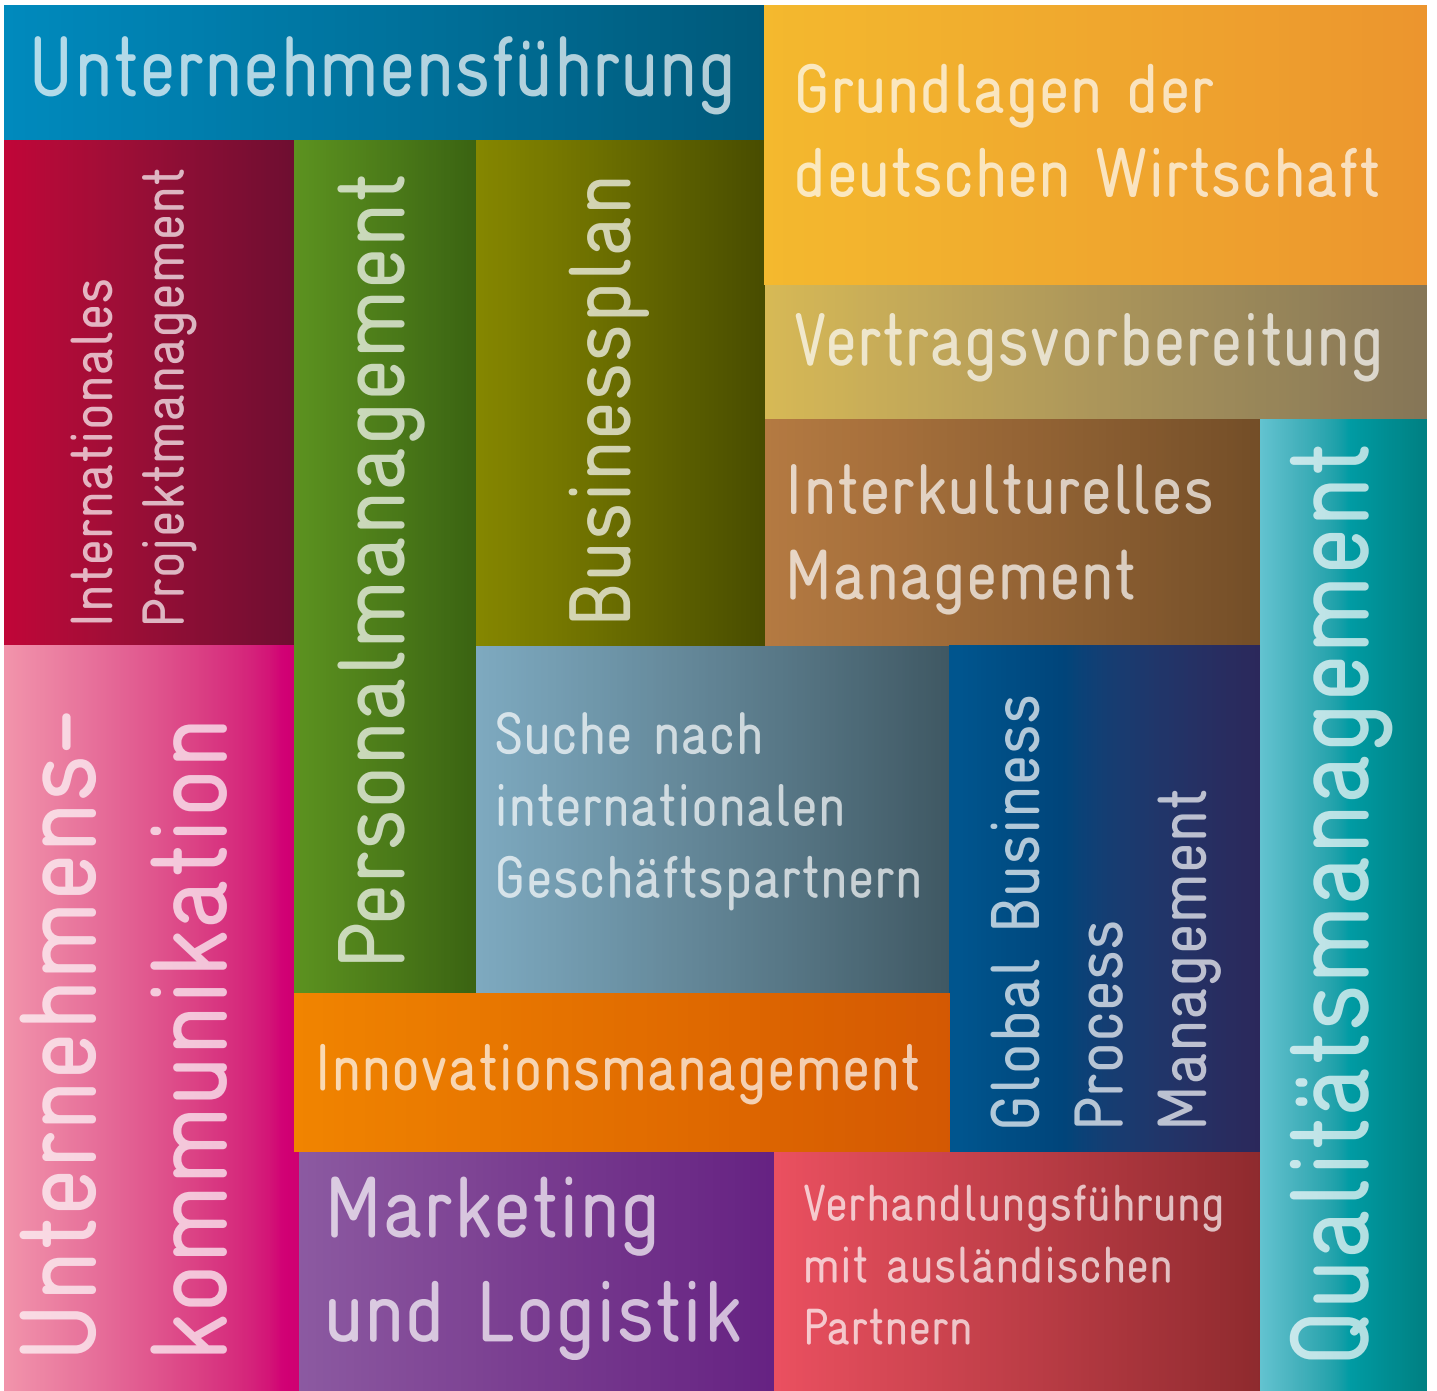 Unternehmensführung
Grundlagen der
deutschen Wirtschaft
Internationales
Projektmanagement
Personalmanagement
Businessplan
Vertragsvorbereitung
Interkulturelles
Management
Qualitätsmanagement
Unternehmens-
kommunikation
Suche nach
internationalen
Geschäftspartnern
Global Business
Process
Management
Innovationsmanagement
Marketing
und Logistik
Verhandlungsführung
mit ausländischen
Partnern